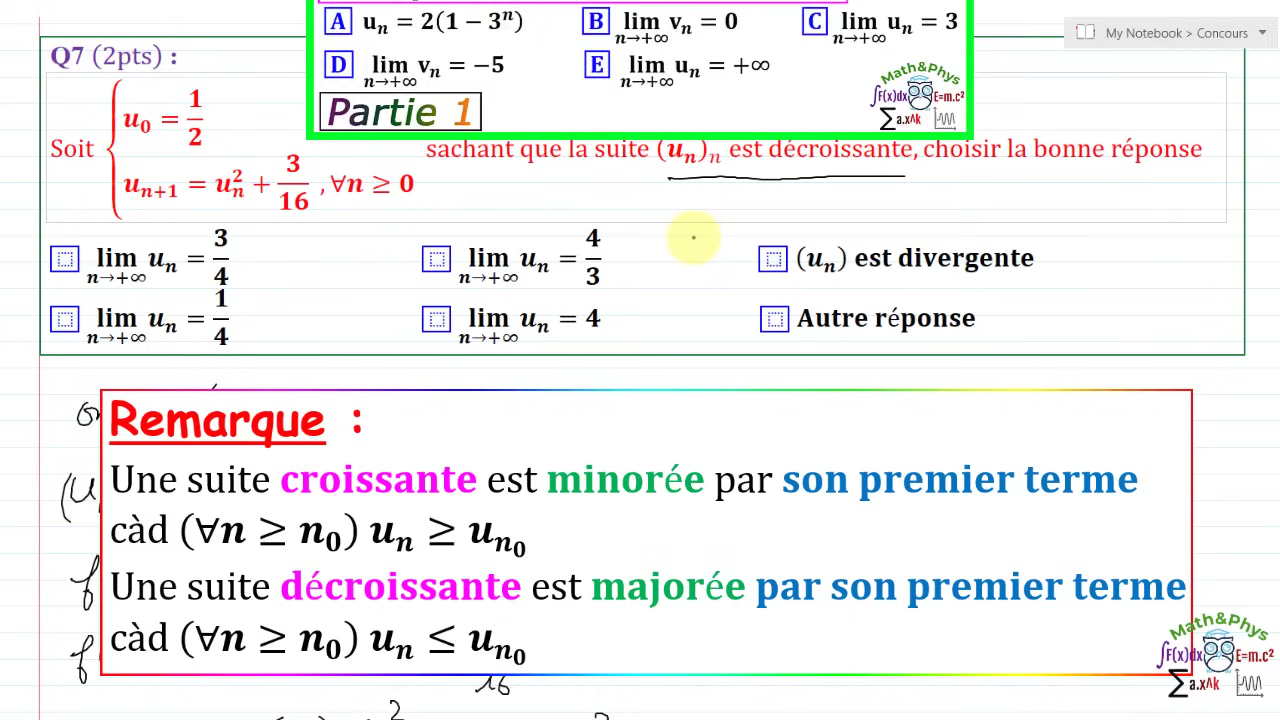 A uₙ = 2(1 − 3ⁿ) B lim n→+∞ vₙ = 0 C lim n→+∞ uₙ = 3
My Notebook > Concours
Q7 (2pts) :
D lim n→+∞ vₙ = −5 E lim n→+∞ uₙ = +∞
Math&Phys
∫F(x)dx E=m.c²
∑ a.x∧k
Partie 1
Soit { u₀ = 1/2
uₙ₊₁ = uₙ² + 3/16 , ∀n ≥ 0
sachant que la suite (uₙ)ₙ est décroissante, choisir la bonne réponse
lim n→+∞ uₙ = 3/4 lim n→+∞ uₙ = 4/3 (uₙ) est divergente
lim n→+∞ uₙ = 1/4 lim n→+∞ uₙ = 4 Autre réponse
Remarque :
Une suite croissante est minorée par son premier terme
càd (∀n ≥ n₀) uₙ ≥ uₙ₀
Une suite décroissante est majorée par son premier terme
càd (∀n ≥ n₀) uₙ ≤ uₙ₀
Math&Phys
∫F(x)dx E=m.c²
∑ a.x∧k
16